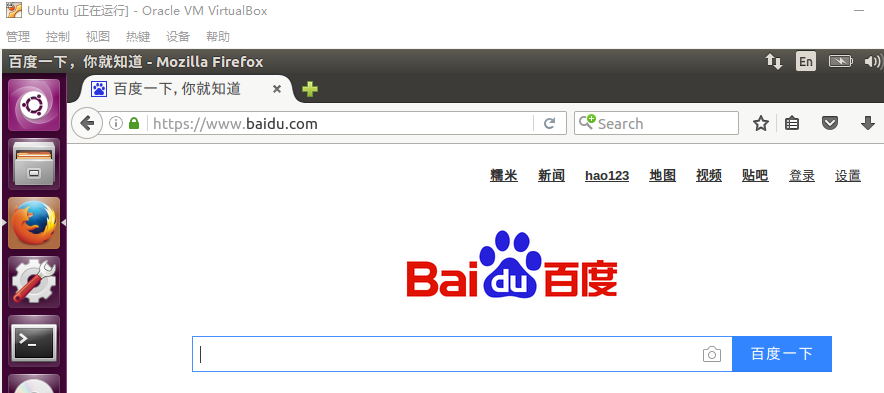 Ubuntu [正在运行] - Oracle VM VirtualBox
管理 控制 视图 热键 设备 帮助
百度一下，你就知道 - Mozilla Firefox En
百度一下，你就知道
https://www.baidu.com Search
糯米 新闻 hao123 地图 视频 贴吧 登录 设置
Bai du 百度
百度一下